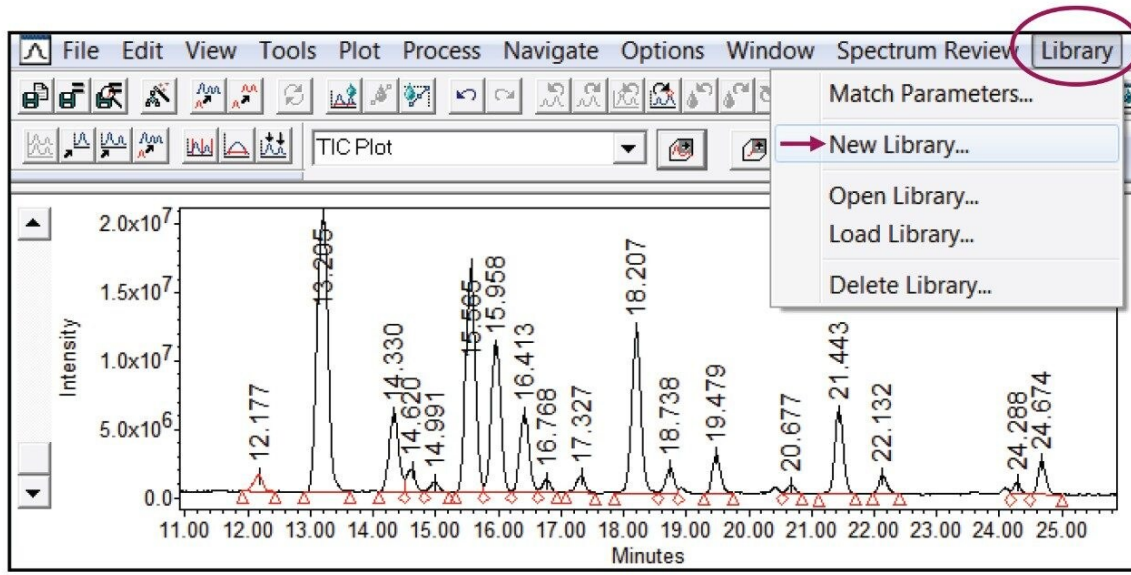 File Edit View Tools Plot Process Navigate Options Window Spectrum Review Library
Match Parameters...
New Library...
Open Library...
Load Library...
Delete Library...
TIC Plot
Intensity
2.0x10⁷
1.5x10⁷
1.0x10⁷
5.0x10⁶
0.0
12.177
13.205
14.330
14.620
14.991
15.565
15.958
16.413
16.768
17.327
18.207
18.738
19.479
20.677
21.443
22.132
24.288
24.674
11.00 12.00 13.00 14.00 15.00 16.00 17.00 18.00 19.00 20.00 21.00 22.00 23.00 24.00 25.00
Minutes